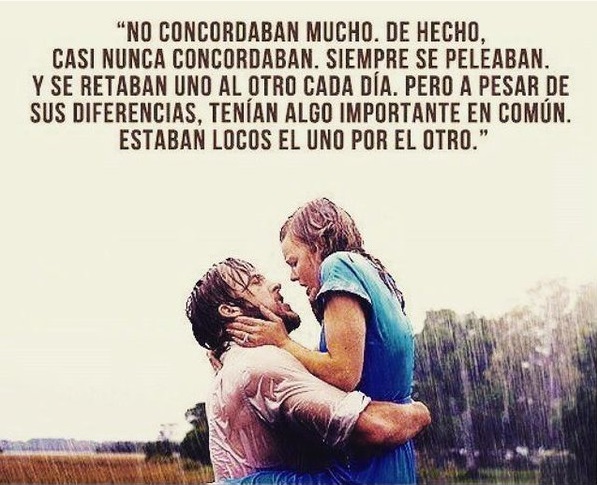 “NO CONCORDABAN MUCHO. DE HECHO,
CASI NUNCA CONCORDABAN. SIEMPRE SE PELEABAN.
Y SE RETABAN UNO AL OTRO CADA DÍA. PERO A PESAR DE
SUS DIFERENCIAS, TENÍAN ALGO IMPORTANTE EN COMÚN.
ESTABAN LOCOS EL UNO POR EL OTRO.”